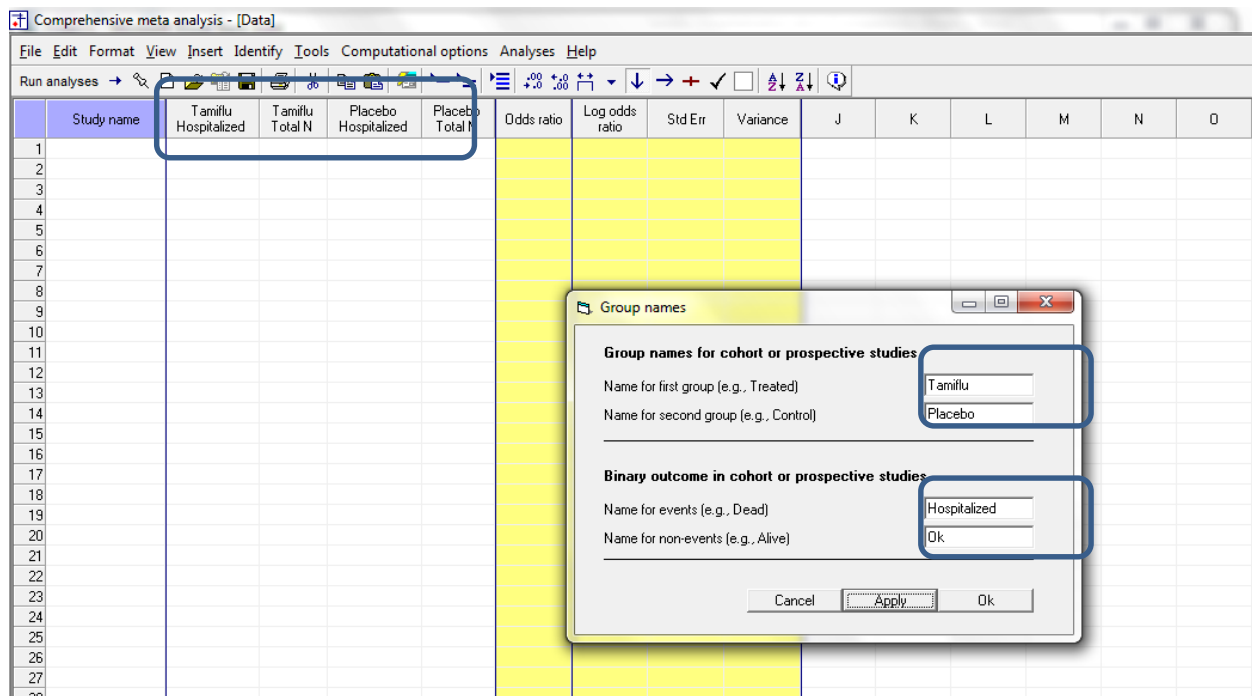 Comprehensive meta analysis - [Data]
File Edit Format View Insert Identify Tools Computational options Analyses Help
Run analyses
Study name
Tamiflu Hospitalized
Tamiflu Total N
Placebo Hospitalized
Placebo Total N
Odds ratio
Log odds ratio
Std Err
Variance
J
K
L
M
N
O
1
2
3
4
5
6
7
8
9
10
11
12
13
14
15
16
17
18
19
20
21
22
23
24
25
26
27
Group names
Group names for cohort or prospective studies
Name for first group (e.g., Treated) Tamiflu
Name for second group (e.g., Control) Placebo
Binary outcome in cohort or prospective studies
Name for events (e.g., Dead) Hospitalized
Name for non-events (e.g., Alive) Ok
Cancel Apply Ok